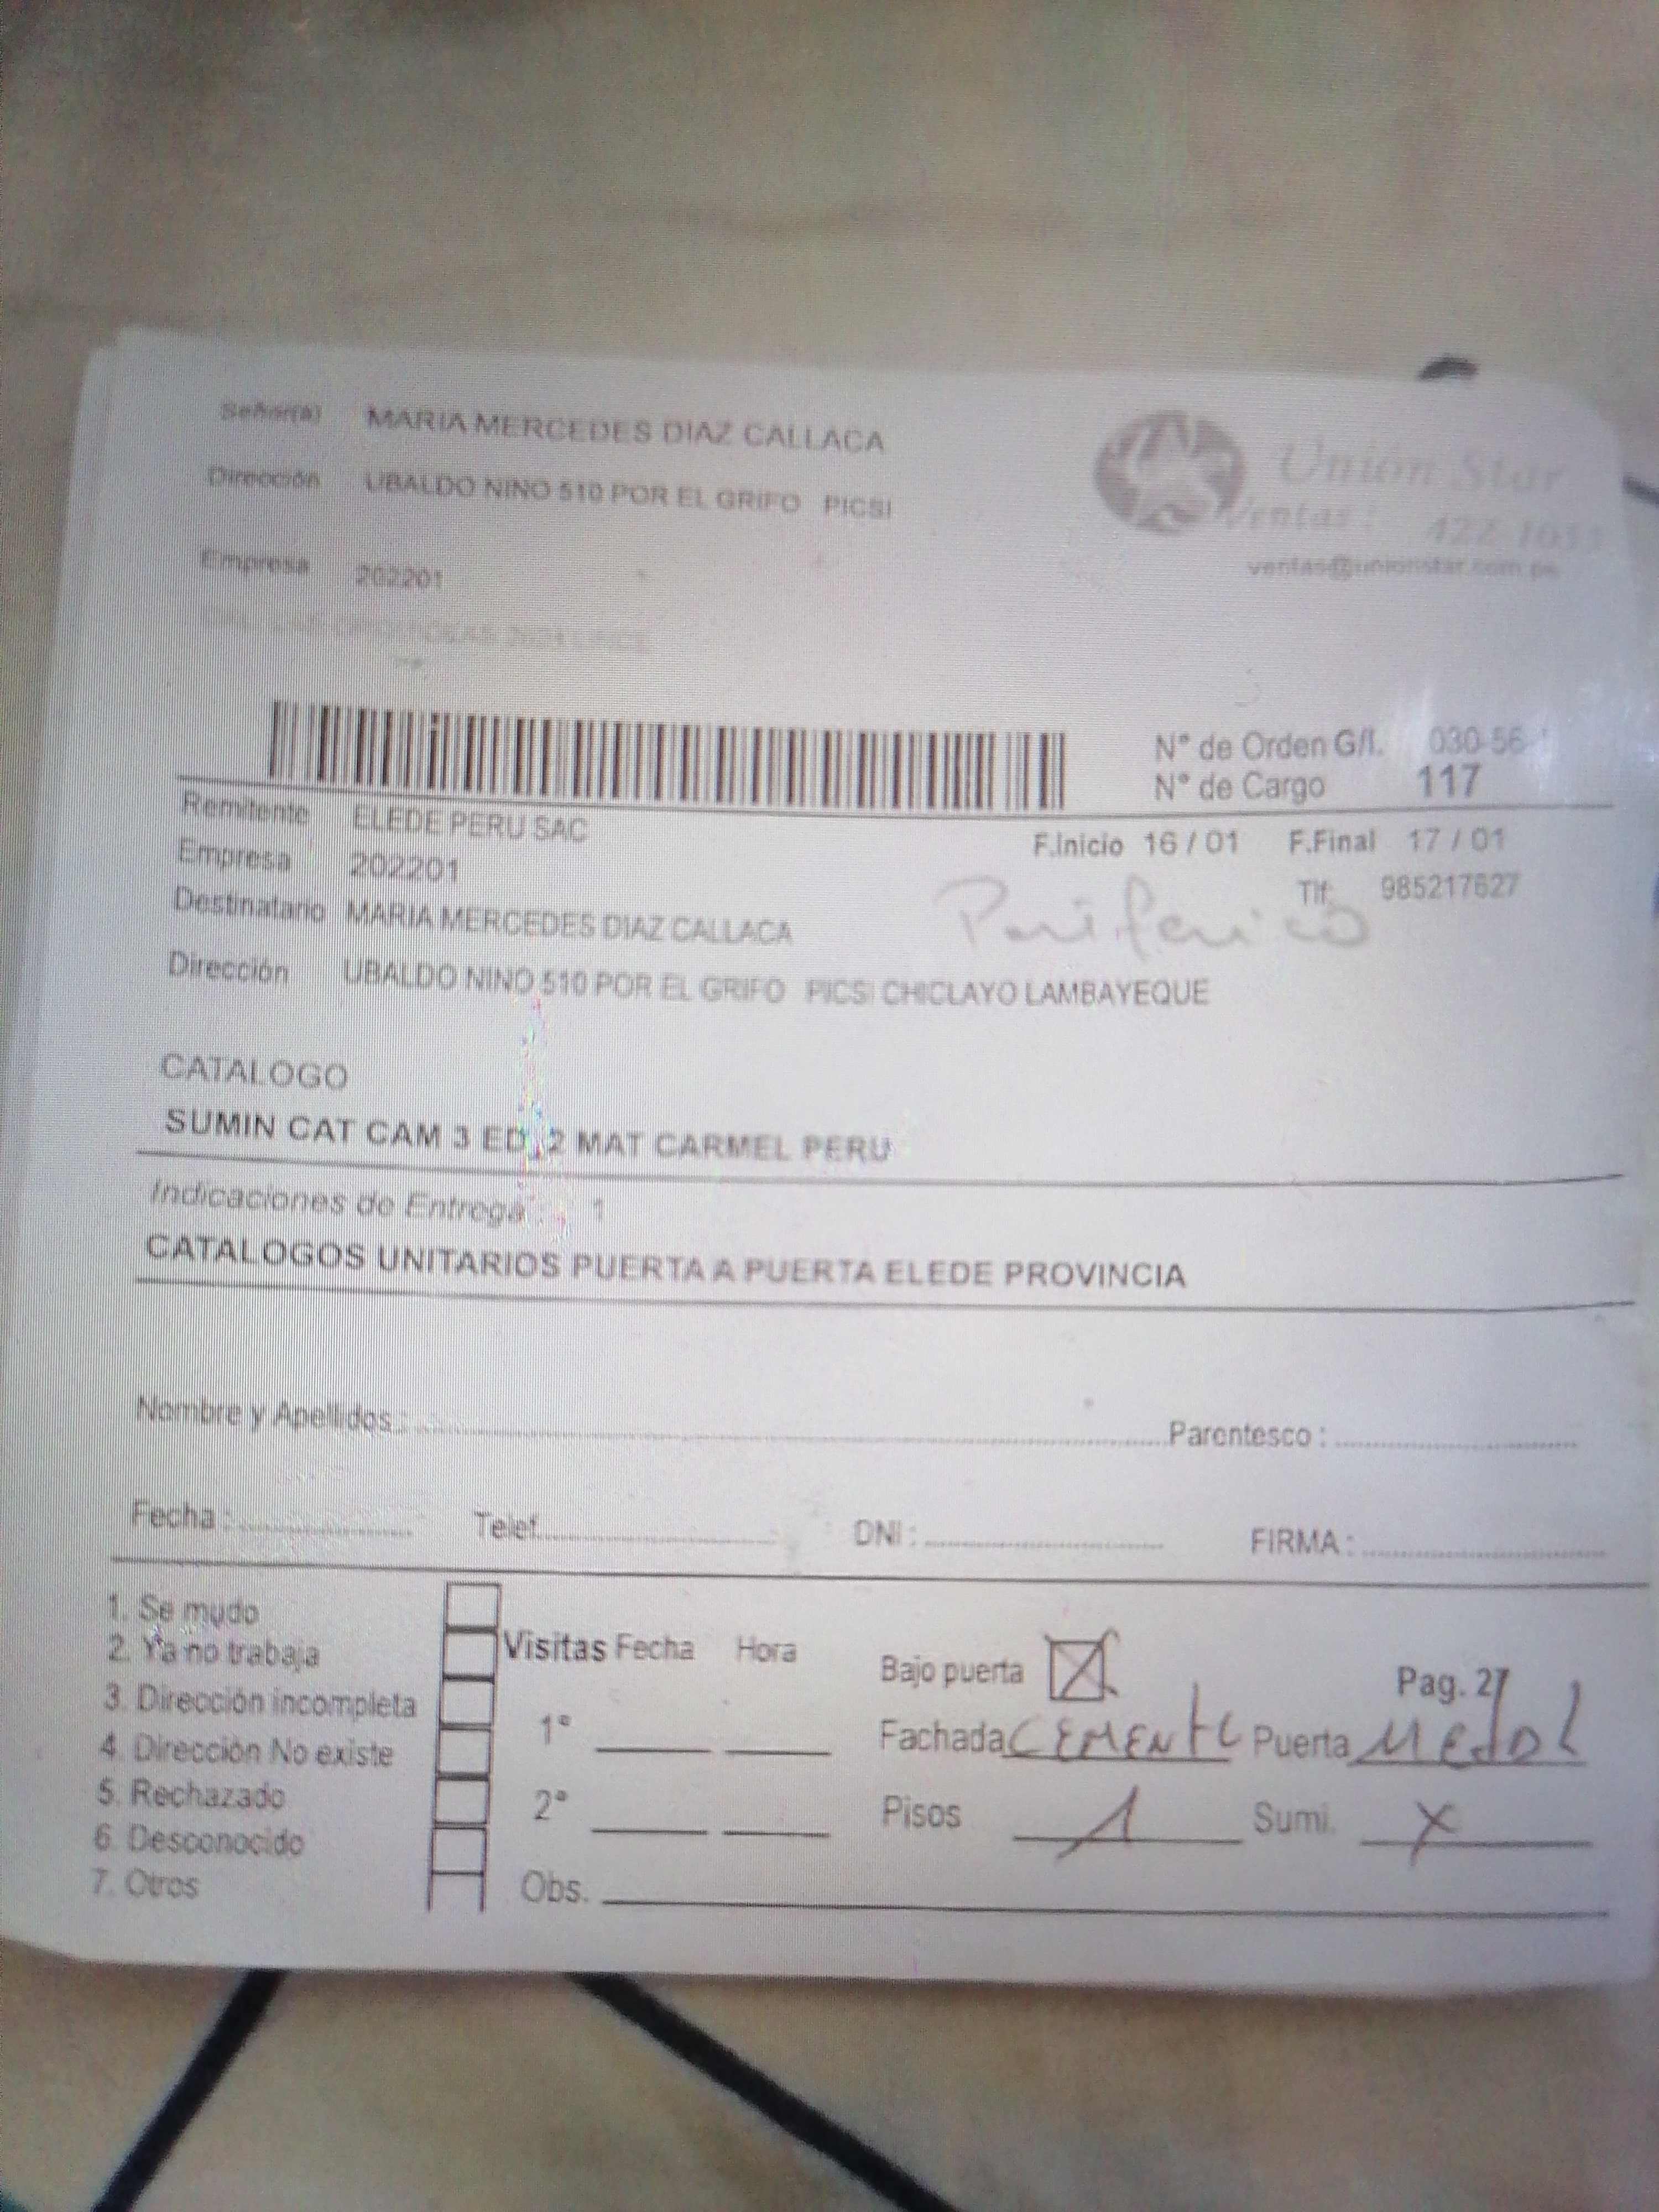 Señor(a) MARIA MERCEDES DIAZ CALLACA
Dirección UBALDO NINO 510 POR EL GRIFO PICSI
Unión Star
Ventas: 422-1033
ventas@unionstar.com.pe
Empresa 202201
N° de Orden G/I. 030-56
N° de Cargo 117
Remitente ELEDE PERU SAC
F.Inicio 16 / 01 F.Final 17 / 01
Empresa 202201
Tlf: 985217627
Destinatario MARIA MERCEDES DIAZ CALLACA
Periferico
Dirección UBALDO NINO 510 POR EL GRIFO PICSI CHICLAYO LAMBAYEQUE
CATALOGO
SUMIN CAT CAM 3 ED. 2 MAT CARMEL PERU
Indicaciones de Entrega : 1
CATALOGOS UNITARIOS PUERTA A PUERTA ELEDE PROVINCIA
Nombre y Apellidos : Parentesco :
Fecha : Telef. DNI : FIRMA :
1. Se mudo
2. Ya no trabaja
3. Dirección incompleta
4. Dirección No existe
5. Rechazado
6. Desconocido
7. Otros
Visitas Fecha Hora
1°
2°
Obs.
Bajo puerta X Pag. 27
Fachada CEMENTO Puerta Metal
Pisos 1 Sumi. X